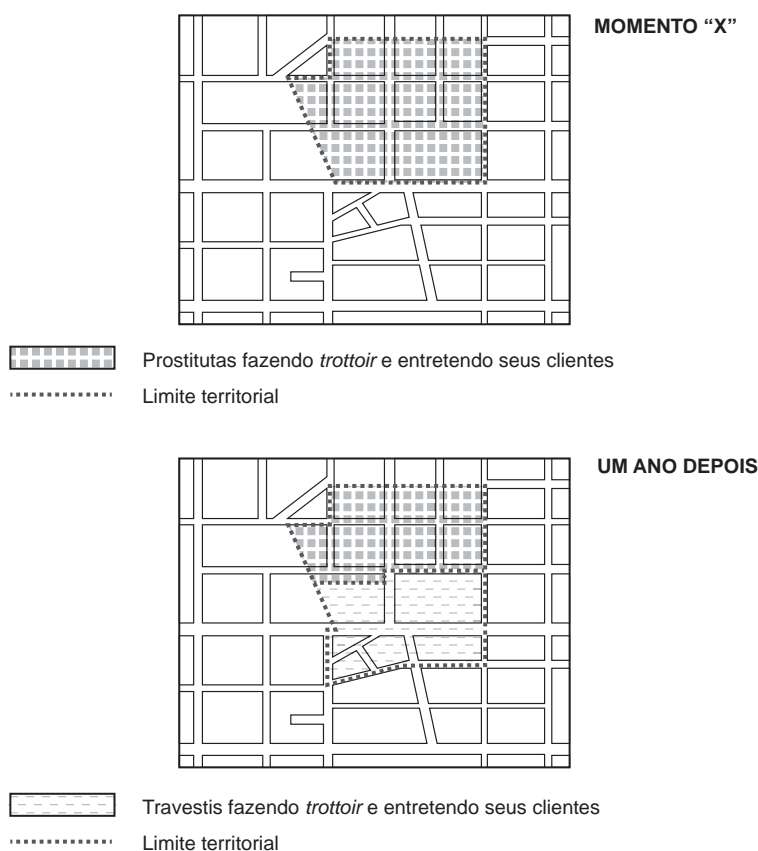 MOMENTO “X”
Prostitutas fazendo trottoir e entretendo seus clientes
Limite territorial
UM ANO DEPOIS
Travestis fazendo trottoir e entretendo seus clientes
Limite territorial